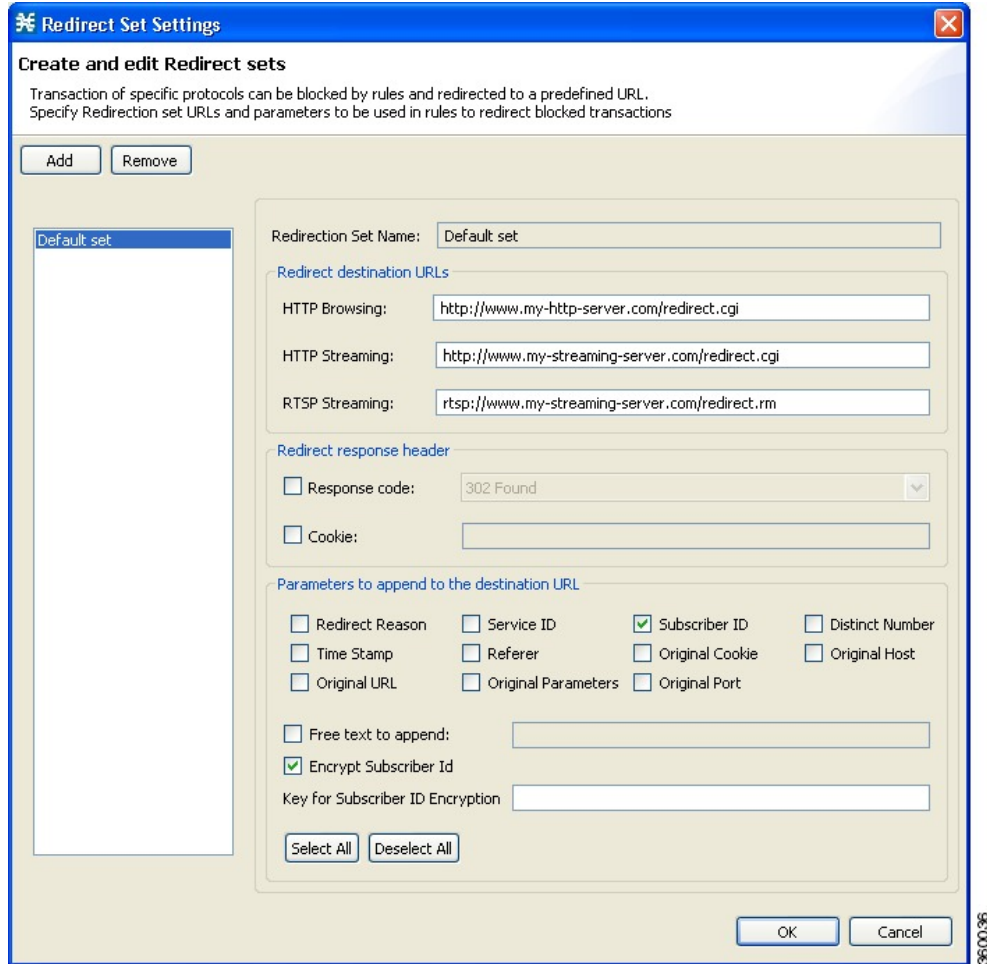 Redirect Set Settings
Create and edit Redirect sets
Transaction of specific protocols can be blocked by rules and redirected to a predefined URL.
Specify Redirection set URLs and parameters to be used in rules to redirect blocked transactions
Add Remove
Default set
Redirection Set Name: Default set
Redirect destination URLs
HTTP Browsing: http://www.my-http-server.com/redirect.cgi
HTTP Streaming: http://www.my-streaming-server.com/redirect.cgi
RTSP Streaming: rtsp://www.my-streaming-server.com/redirect.rm
Redirect response header
Response code: 302 Found
Cookie:
Parameters to append to the destination URL
Redirect Reason Service ID Subscriber ID Distinct Number
Time Stamp Referer Original Cookie Original Host
Original URL Original Parameters Original Port
Free text to append:
Encrypt Subscriber Id
Key for Subscriber ID Encryption
Select All Deselect All
OK Cancel
360036